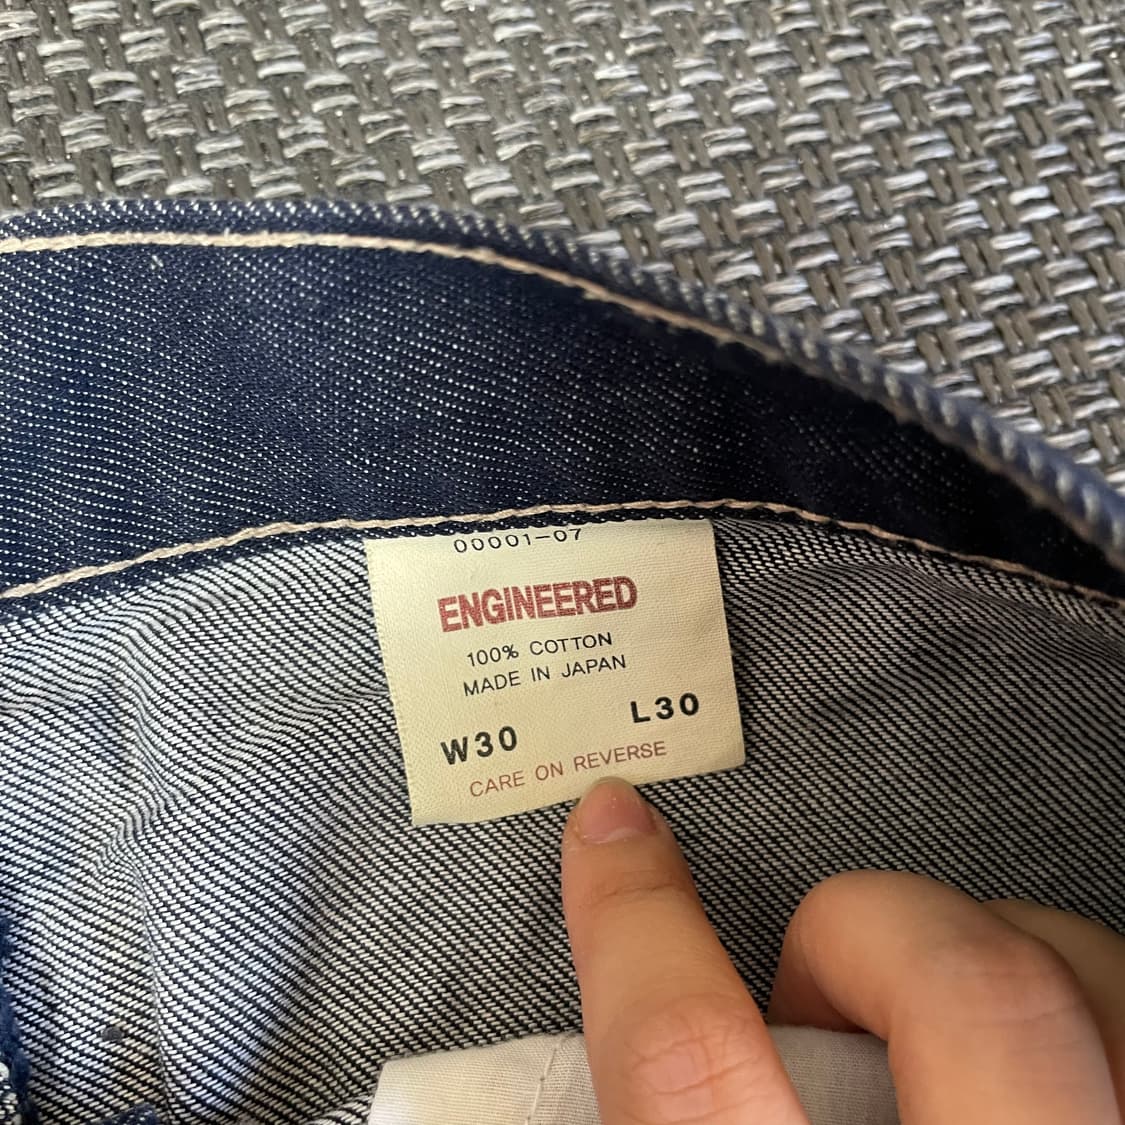 00001-07
ENGINEERED
100% COTTON
MADE IN JAPAN
W30 L30
CARE ON REVERSE